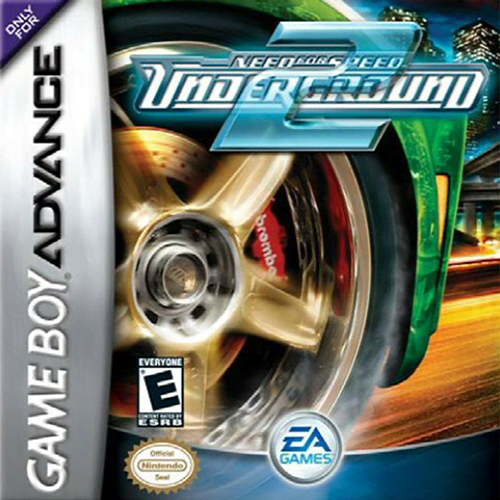 ONLY
FOR
GAME BOY ADVANCE
NEED FOR SPEED
UNDERGROUND
2
brembo
EVERYONE
E
CONTENT RATED BY
ESRB
Official
Nintendo
Seal
EA
GAMES